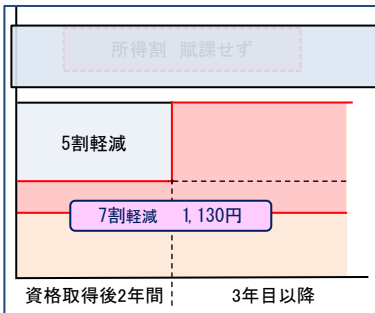 所得割 賦課せず
5割軽減
7割軽減 1,130円
資格取得後2年間
3年目以降